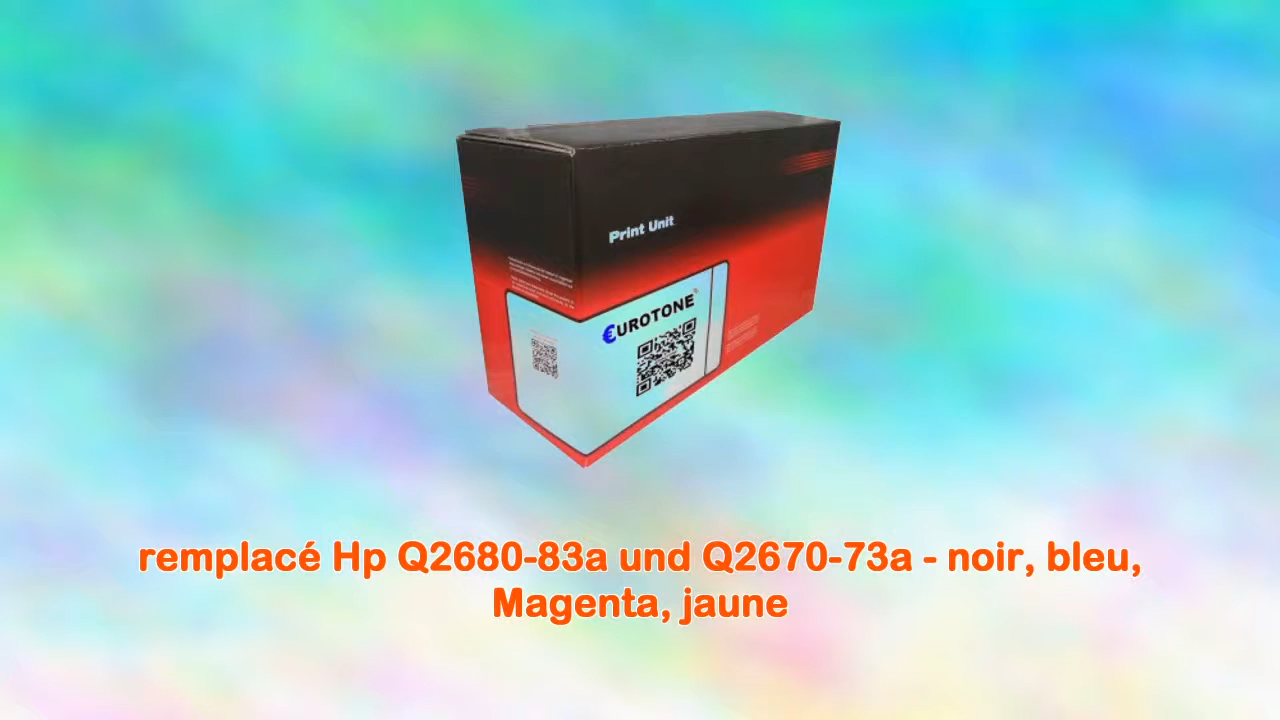 Print Unit
€UROTONE
remplacé Hp Q2680-83a und Q2670-73a - noir, bleu,
Magenta, jaune